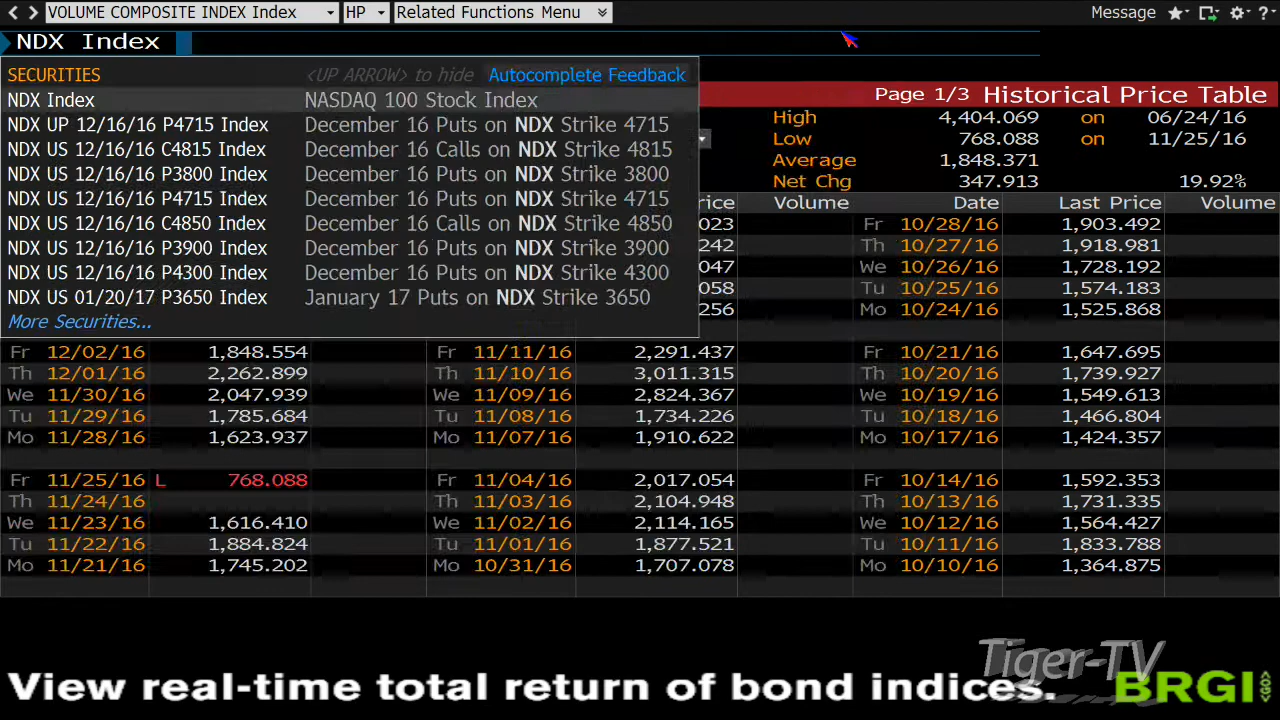 VOLUME COMPOSITE INDEX Index HP Related Functions Menu Message
NDX Index
SECURITIES <UP ARROW> to hide Autocomplete Feedback
NDX Index NASDAQ 100 Stock Index
NDX UP 12/16/16 P4715 Index December 16 Puts on NDX Strike 4715
NDX US 12/16/16 C4815 Index December 16 Calls on NDX Strike 4815
NDX US 12/16/16 P3800 Index December 16 Puts on NDX Strike 3800
NDX US 12/16/16 P4715 Index December 16 Puts on NDX Strike 4715
NDX US 12/16/16 C4850 Index December 16 Calls on NDX Strike 4850
NDX US 12/16/16 P3900 Index December 16 Puts on NDX Strike 3900
NDX US 12/16/16 P4300 Index December 16 Puts on NDX Strike 4300
NDX US 01/20/17 P3650 Index January 17 Puts on NDX Strike 3650
More Securities...
Page 1/3 Historical Price Table
High 4,404.069 on 06/24/16
Low 768.088 on 11/25/16
Average 1,848.371
Net Chg 347.913 19.92%
rice Volume Date Last Price Volume
023 Fr 10/28/16 1,903.492
242 Th 10/27/16 1,918.981
047 We 10/26/16 1,728.192
058 Tu 10/25/16 1,574.183
256 Mo 10/24/16 1,525.868
Fr 12/02/16 1,848.554 Fr 11/11/16 2,291.437 Fr 10/21/16 1,647.695
Th 12/01/16 2,262.899 Th 11/10/16 3,011.315 Th 10/20/16 1,739.927
We 11/30/16 2,047.939 We 11/09/16 2,824.367 We 10/19/16 1,549.613
Tu 11/29/16 1,785.684 Tu 11/08/16 1,734.226 Tu 10/18/16 1,466.804
Mo 11/28/16 1,623.937 Mo 11/07/16 1,910.622 Mo 10/17/16 1,424.357
Fr 11/25/16 L 768.088 Fr 11/04/16 2,017.054 Fr 10/14/16 1,592.353
Th 11/24/16 Th 11/03/16 2,104.948 Th 10/13/16 1,731.335
We 11/23/16 1,616.410 We 11/02/16 2,114.165 We 10/12/16 1,564.427
Tu 11/22/16 1,884.824 Tu 11/01/16 1,877.521 Tu 10/11/16 1,833.788
Mo 11/21/16 1,745.202 Mo 10/31/16 1,707.078 Mo 10/10/16 1,364.875
Tiger-TV
View real-time total return of bond indices. BRGI